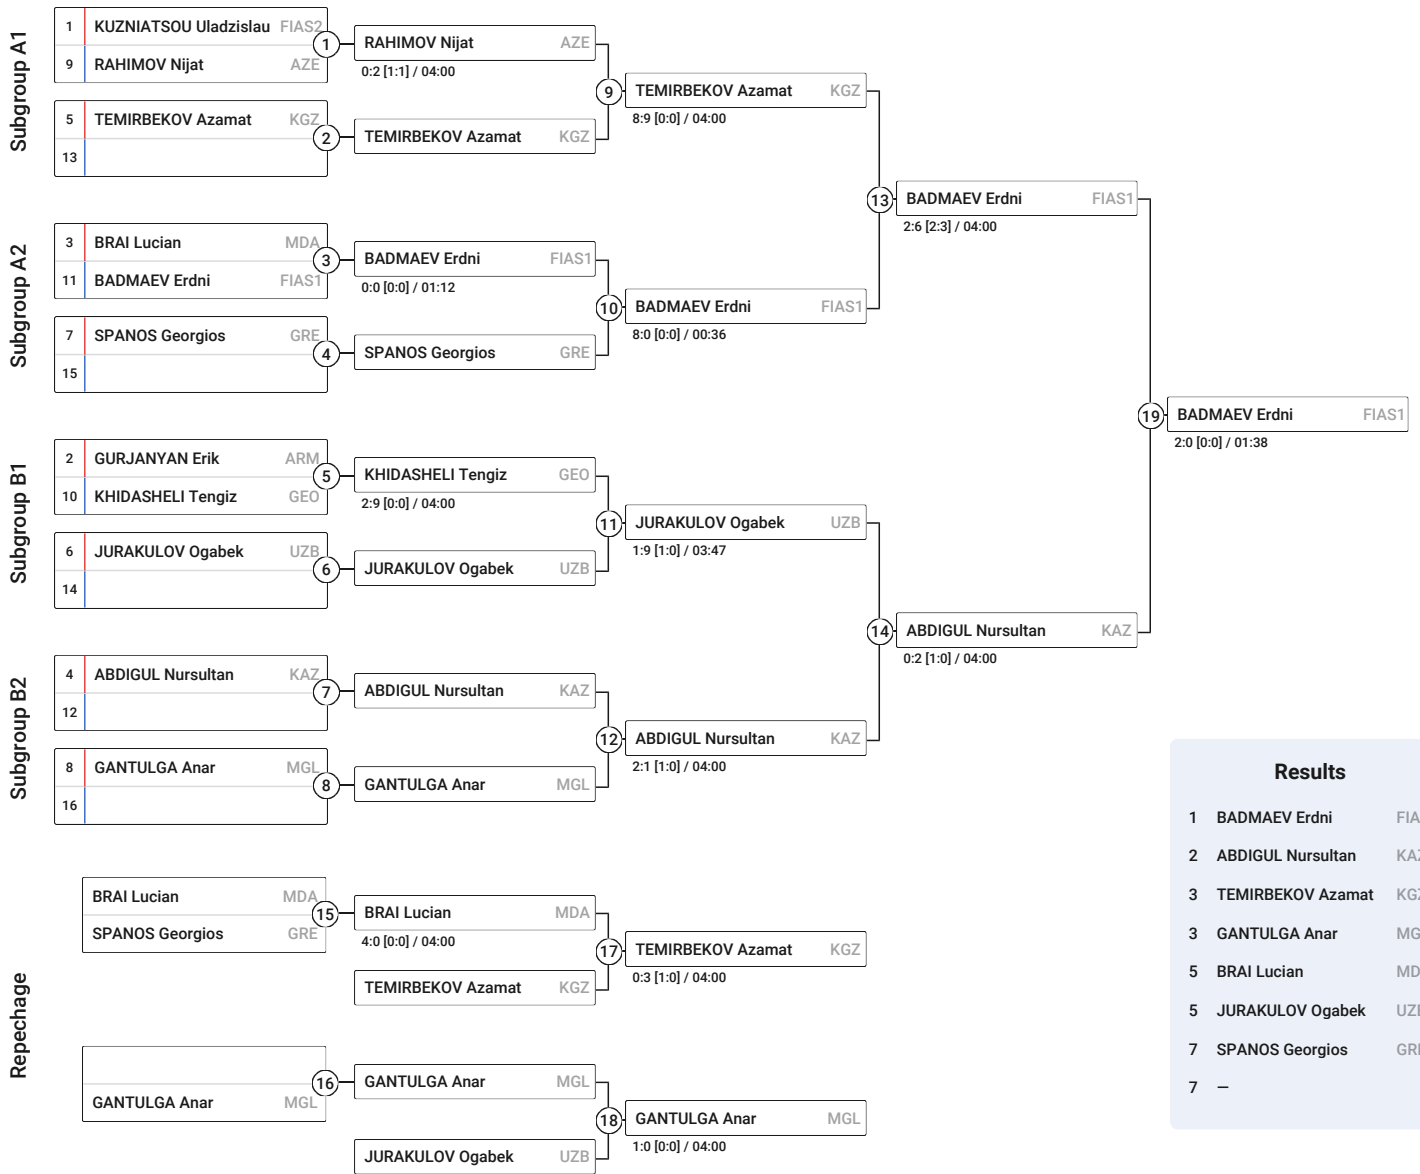 Subgroup A1
1 KUZNIATSOU Uladzislau FIAS2
9 RAHIMOV Nijat AZE
1
RAHIMOV Nijat AZE
0:2 [1:1] / 04:00
5 TEMIRBEKOV Azamat KGZ
13
2
TEMIRBEKOV Azamat KGZ
9
TEMIRBEKOV Azamat KGZ
8:9 [0:0] / 04:00
Subgroup A2
3 BRAI Lucian MDA
11 BADMAEV Erdni FIAS1
3
BADMAEV Erdni FIAS1
0:0 [0:0] / 01:12
7 SPANOS Georgios GRE
15
4
SPANOS Georgios GRE
10
BADMAEV Erdni FIAS1
8:0 [0:0] / 00:36
13
BADMAEV Erdni FIAS1
2:6 [2:3] / 04:00
Subgroup B1
2 GURJANYAN Erik ARM
10 KHIDASHELI Tengiz GEO
5
KHIDASHELI Tengiz GEO
2:9 [0:0] / 04:00
6 JURAKULOV Ogabek UZB
14
6
JURAKULOV Ogabek UZB
11
JURAKULOV Ogabek UZB
1:9 [1:0] / 03:47
Subgroup B2
4 ABDIGUL Nursultan KAZ
12
7
ABDIGUL Nursultan KAZ
8 GANTULGA Anar MGL
16
8
GANTULGA Anar MGL
12
ABDIGUL Nursultan KAZ
2:1 [1:0] / 04:00
14
ABDIGUL Nursultan KAZ
0:2 [1:0] / 04:00
19
BADMAEV Erdni FIAS1
2:0 [0:0] / 01:38
Repechage
BRAI Lucian MDA
SPANOS Georgios GRE
15
BRAI Lucian MDA
4:0 [0:0] / 04:00
TEMIRBEKOV Azamat KGZ
17
TEMIRBEKOV Azamat KGZ
0:3 [1:0] / 04:00
GANTULGA Anar MGL
16
GANTULGA Anar MGL
JURAKULOV Ogabek UZB
18
GANTULGA Anar MGL
1:0 [0:0] / 04:00
Results
1 BADMAEV Erdni FIA
2 ABDIGUL Nursultan KAZ
3 TEMIRBEKOV Azamat KGZ
3 GANTULGA Anar MG
5 BRAI Lucian MD
5 JURAKULOV Ogabek UZB
7 SPANOS Georgios GRE
7 –